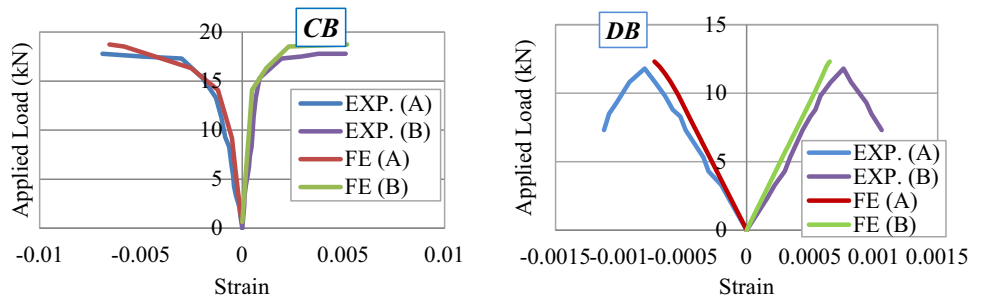 CB
Applied Load (kN)
20
15
10
5
0
EXP. (A)
EXP. (B)
FE (A)
FE (B)
-0.01
-0.005
0
0.005
0.01
Strain
DB
Applied Load (kN)
15
10
5
0
EXP. (A)
EXP. (B)
FE (A)
FE (B)
-0.0015-0.001-0.0005
0
0.0005
0.001
0.0015
Strain